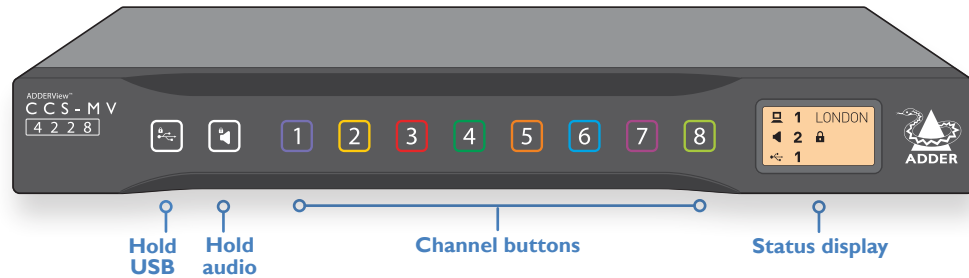 ADDERView™
CCS-MV
4228
1 2 3 4 5 6 7 8
1 LONDON
2
1
ADDER
Hold USB
Hold audio
Channel buttons
Status display